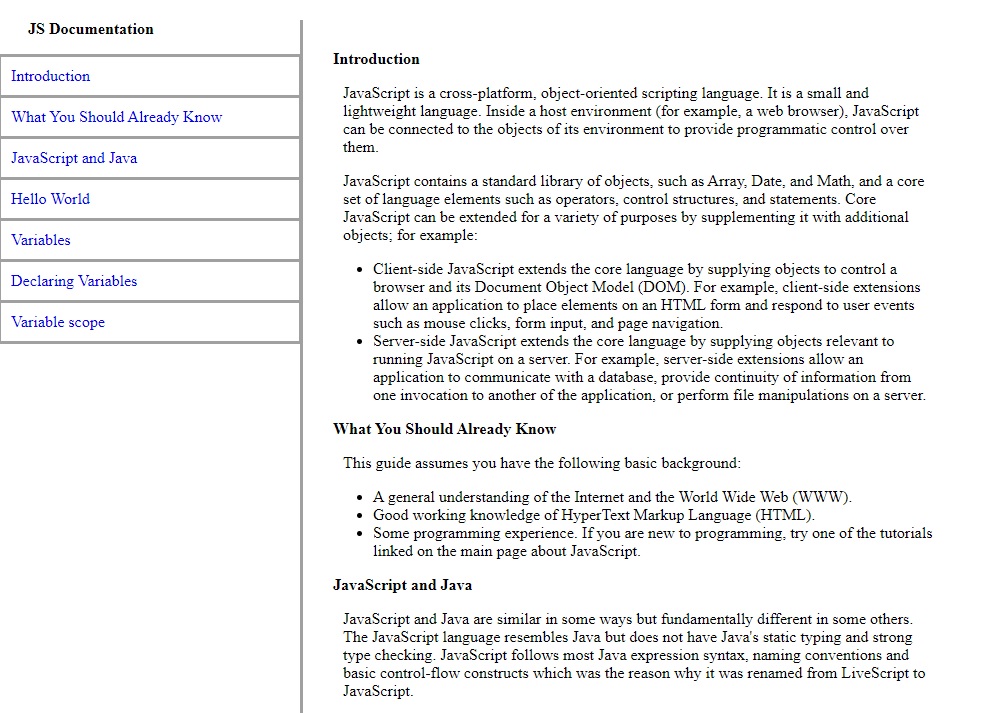 JS Documentation
Introduction
What You Should Already Know
JavaScript and Java
Hello World
Variables
Declaring Variables
Variable scope
Introduction
JavaScript is a cross-platform, object-oriented scripting language. It is a small and
lightweight language. Inside a host environment (for example, a web browser), JavaScript
can be connected to the objects of its environment to provide programmatic control over
them.
JavaScript contains a standard library of objects, such as Array, Date, and Math, and a core
set of language elements such as operators, control structures, and statements. Core
JavaScript can be extended for a variety of purposes by supplementing it with additional
objects; for example:
• Client-side JavaScript extends the core language by supplying objects to control a
browser and its Document Object Model (DOM). For example, client-side extensions
allow an application to place elements on an HTML form and respond to user events
such as mouse clicks, form input, and page navigation.
• Server-side JavaScript extends the core language by supplying objects relevant to
running JavaScript on a server. For example, server-side extensions allow an
application to communicate with a database, provide continuity of information from
one invocation to another of the application, or perform file manipulations on a server.
What You Should Already Know
This guide assumes you have the following basic background:
• A general understanding of the Internet and the World Wide Web (WWW).
• Good working knowledge of HyperText Markup Language (HTML).
• Some programming experience. If you are new to programming, try one of the tutorials
linked on the main page about JavaScript.
JavaScript and Java
JavaScript and Java are similar in some ways but fundamentally different in some others.
The JavaScript language resembles Java but does not have Java's static typing and strong
type checking. JavaScript follows most Java expression syntax, naming conventions and
basic control-flow constructs which was the reason why it was renamed from LiveScript to
JavaScript.